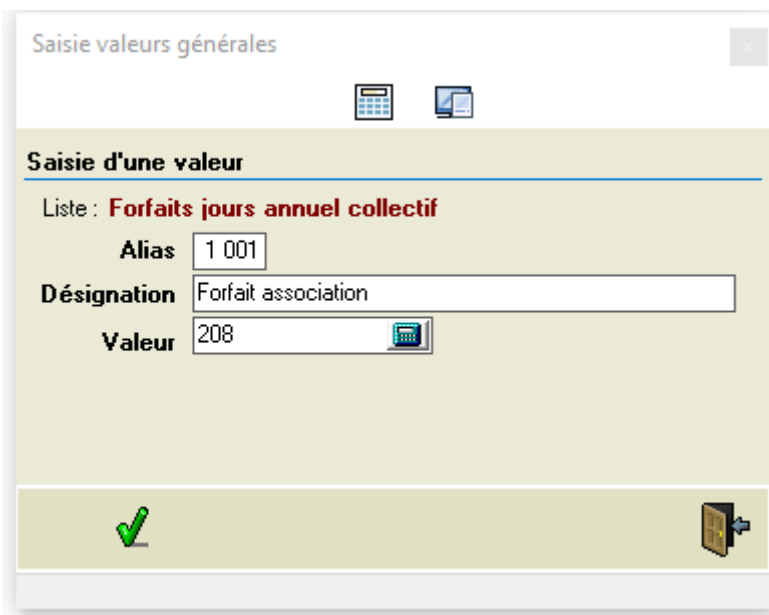 Saisie valeurs générales
x
Saisie d'une valeur
Liste : Forfaits jours annuel collectif
Alias 1 001
Désignation Forfait association
Valeur 208